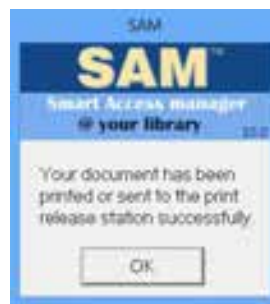 SAM
SAM™
Smart Access manager
@ your library
Your document has been
printed or sent to the print
release station successfully
OK